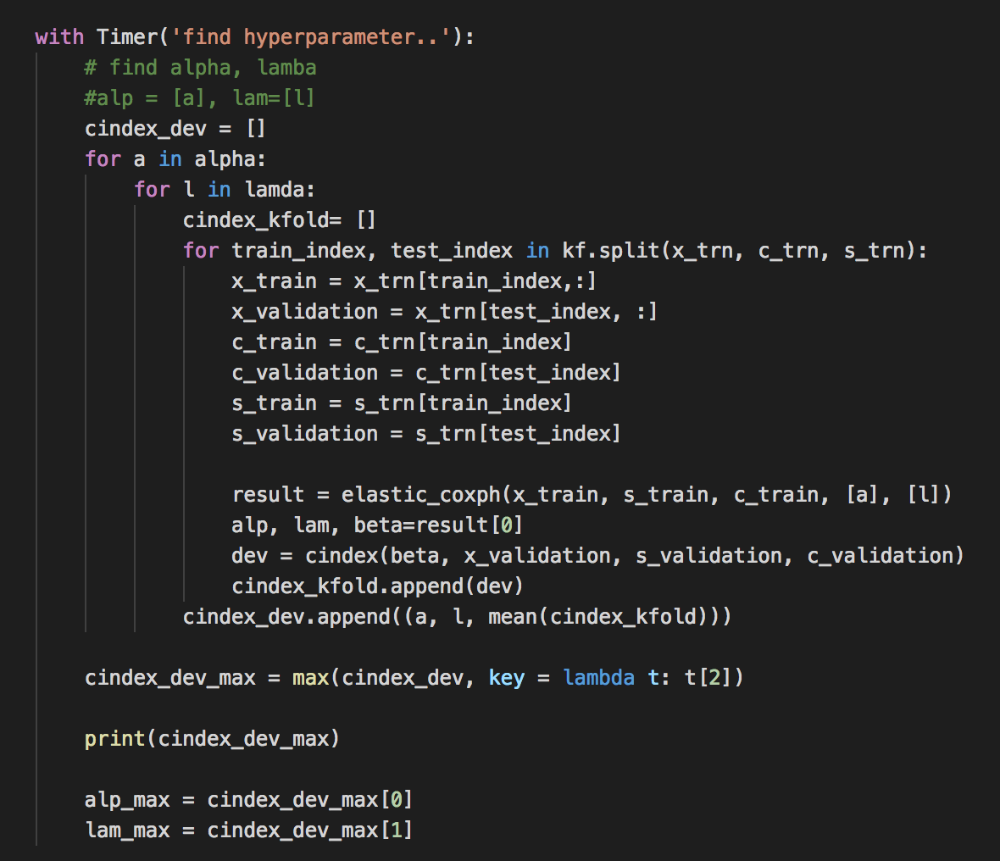 with Timer('find hyperparameter..'):
    # find alpha, lamba
    #alp = [a], lam=[l]
    cindex_dev = []
    for a in alpha:
        for l in lamda:
            cindex_kfold= []
            for train_index, test_index in kf.split(x_trn, c_trn, s_trn):
                x_train = x_trn[train_index,:]
                x_validation = x_trn[test_index, :]
                c_train = c_trn[train_index]
                c_validation = c_trn[test_index]
                s_train = s_trn[train_index]
                s_validation = s_trn[test_index]

                result = elastic_coxph(x_train, s_train, c_train, [a], [l])
                alp, lam, beta=result[0]
                dev = cindex(beta, x_validation, s_validation, c_validation)
                cindex_kfold.append(dev)
            cindex_dev.append((a, l, mean(cindex_kfold)))

    cindex_dev_max = max(cindex_dev, key = lambda t: t[2])

    print(cindex_dev_max)

    alp_max = cindex_dev_max[0]
    lam_max = cindex_dev_max[1]